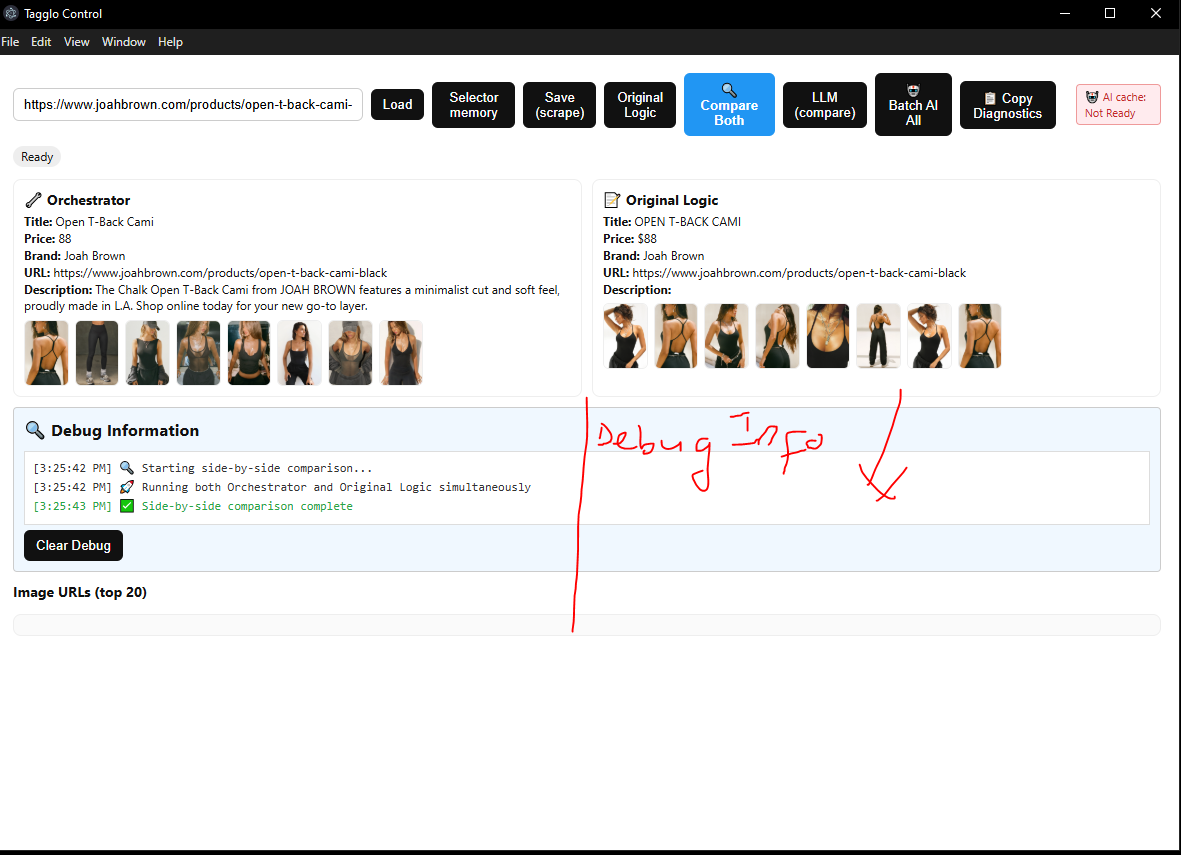 Tagglo Control
File Edit View Window Help
https://www.joahbrown.com/products/open-t-back-cami-
Load
Selector
memory
Save
(scrape)
Original
Logic
🔍
Compare
Both
LLM
(compare)
Batch AI
All
📋 Copy
Diagnostics
AI cache:
Not Ready
Ready
Orchestrator
Title: Open T-Back Cami
Price: 88
Brand: Joah Brown
URL: https://www.joahbrown.com/products/open-t-back-cami-black
Description: The Chalk Open T-Back Cami from JOAH BROWN features a minimalist cut and soft feel,
proudly made in L.A. Shop online today for your new go-to layer.
📝 Original Logic
Title: OPEN T-BACK CAMI
Price: $88
Brand: Joah Brown
URL: https://www.joahbrown.com/products/open-t-back-cami-black
Description:
🔍 Debug Information
Debug Info
[3:25:42 PM] 🔍 Starting side-by-side comparison...
[3:25:42 PM] 🚀 Running both Orchestrator and Original Logic simultaneously
[3:25:43 PM] ✅ Side-by-side comparison complete
Clear Debug
Image URLs (top 20)